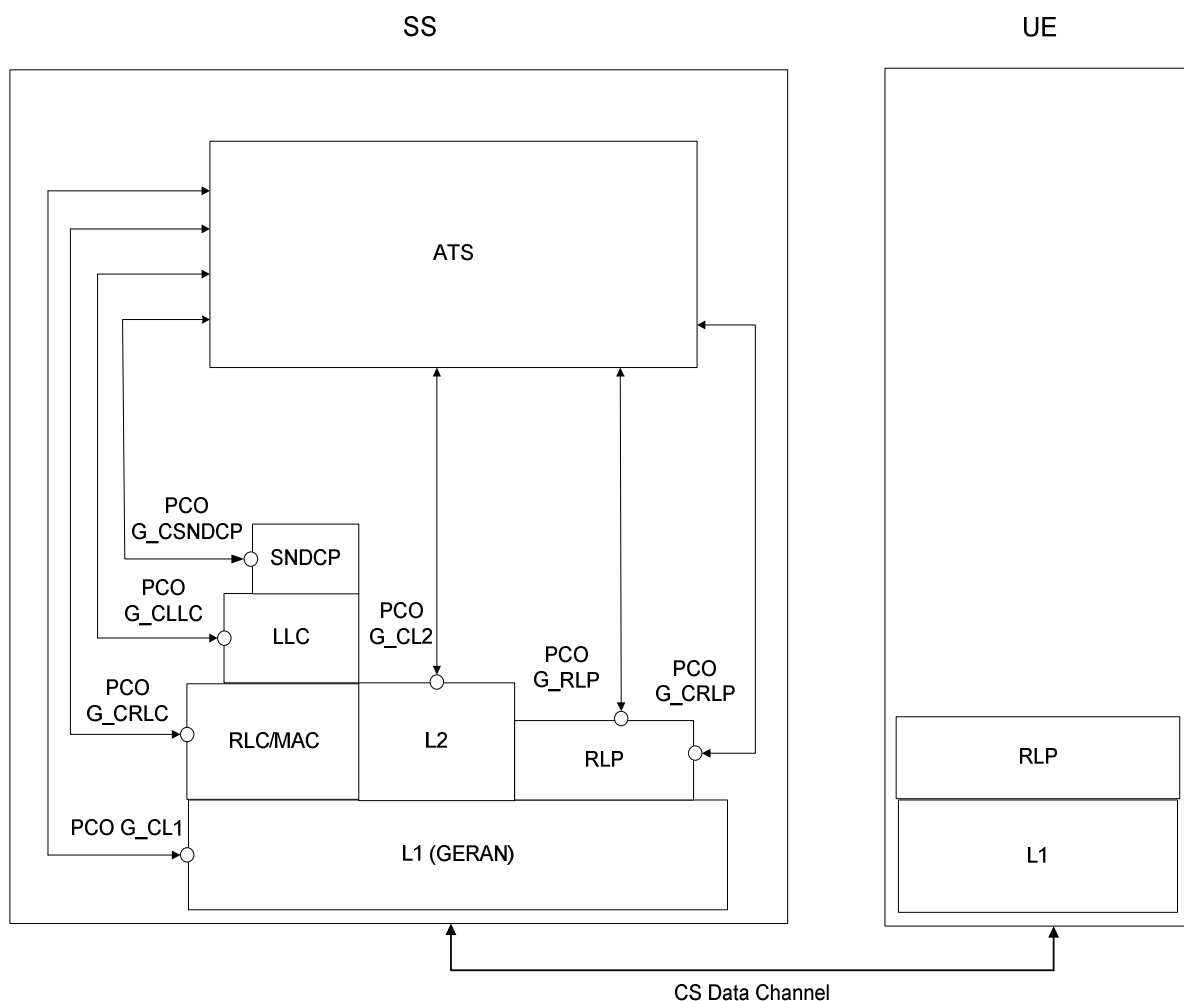 SS
UE
ATS
PCO
G_CSNDCP
SNDCP
PCO
G_CLLC
LLC
PCO
G_CL2
PCO
G_RLP
PCO
G_CRLP
PCO
G_CRLC
RLC/MAC
L2
RLP
RLP
PCO G_CL1
L1 (GERAN)
L1
CS Data Channel